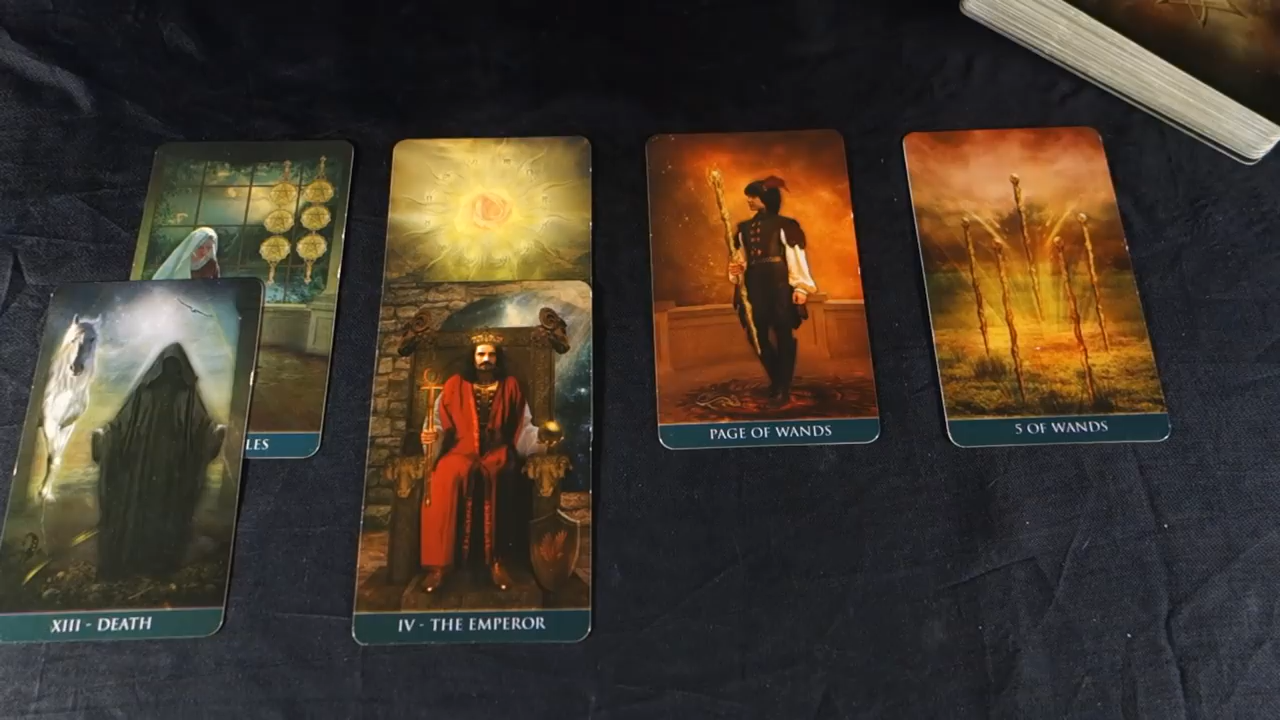 LES
XIII - DEATH
IV - THE EMPEROR
PAGE OF WANDS
5 OF WANDS